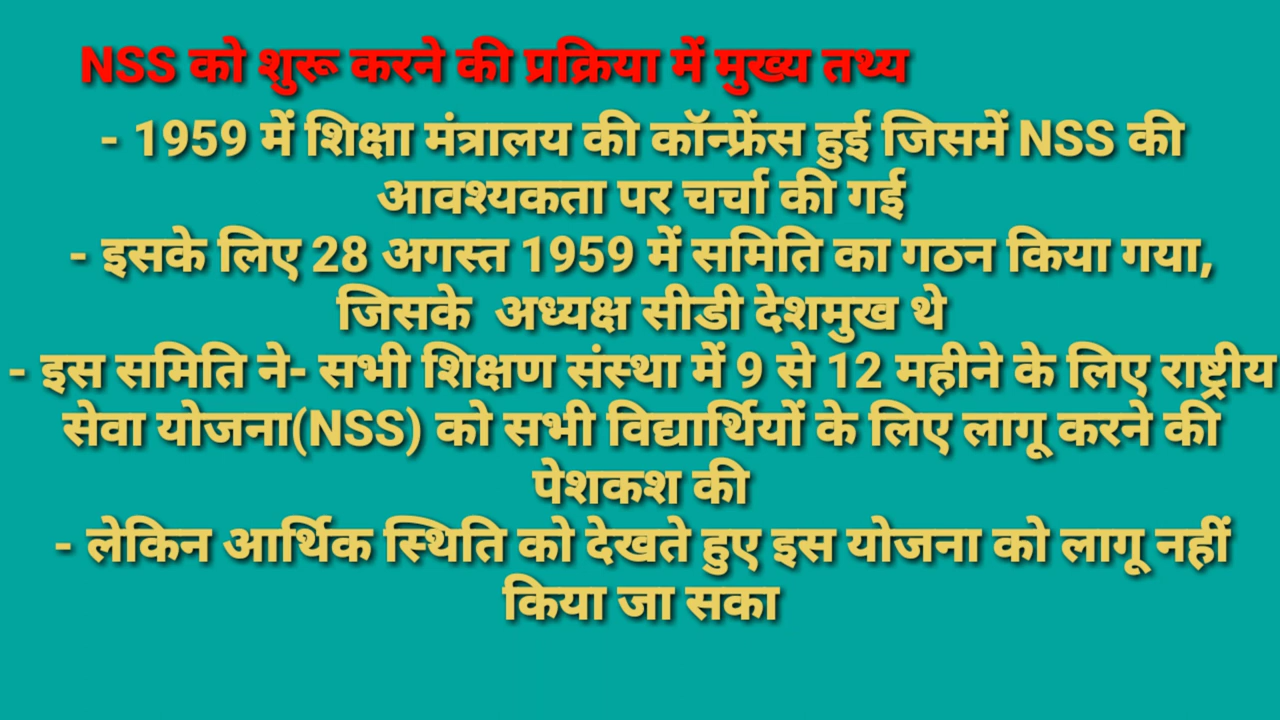 NSS को शुरू करने की प्रक्रिया में मुख्य तथ्य
- 1959 में शिक्षा मंत्रालय की कॉन्फ्रेंस हुई जिसमें NSS की
आवश्यकता पर चर्चा की गई
- इसके लिए 28 अगस्त 1959 में समिति का गठन किया गया,
जिसके अध्यक्ष सीडी देशमुख थे
- इस समिति ने- सभी शिक्षण संस्था में 9 से 12 महीने के लिए राष्ट्रीय
सेवा योजना(NSS) को सभी विद्यार्थियों के लिए लागू करने की
पेशकश की
- लेकिन आर्थिक स्थिति को देखते हुए इस योजना को लागू नहीं
किया जा सका